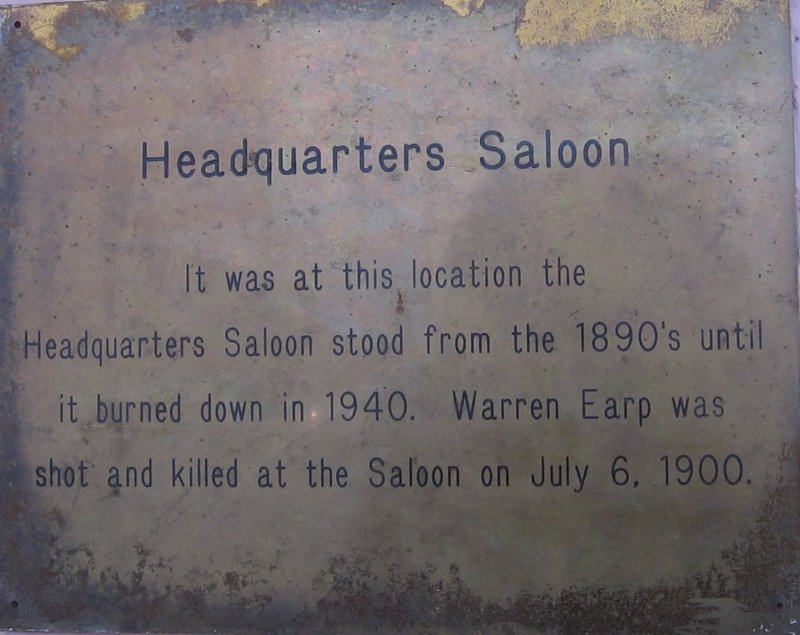 Headquarters Saloon
It was at this location the
Headquarters Saloon stood from the 1890's until
it burned down in 1940. Warren Earp was
shot and killed at the Saloon on July 6, 1900.